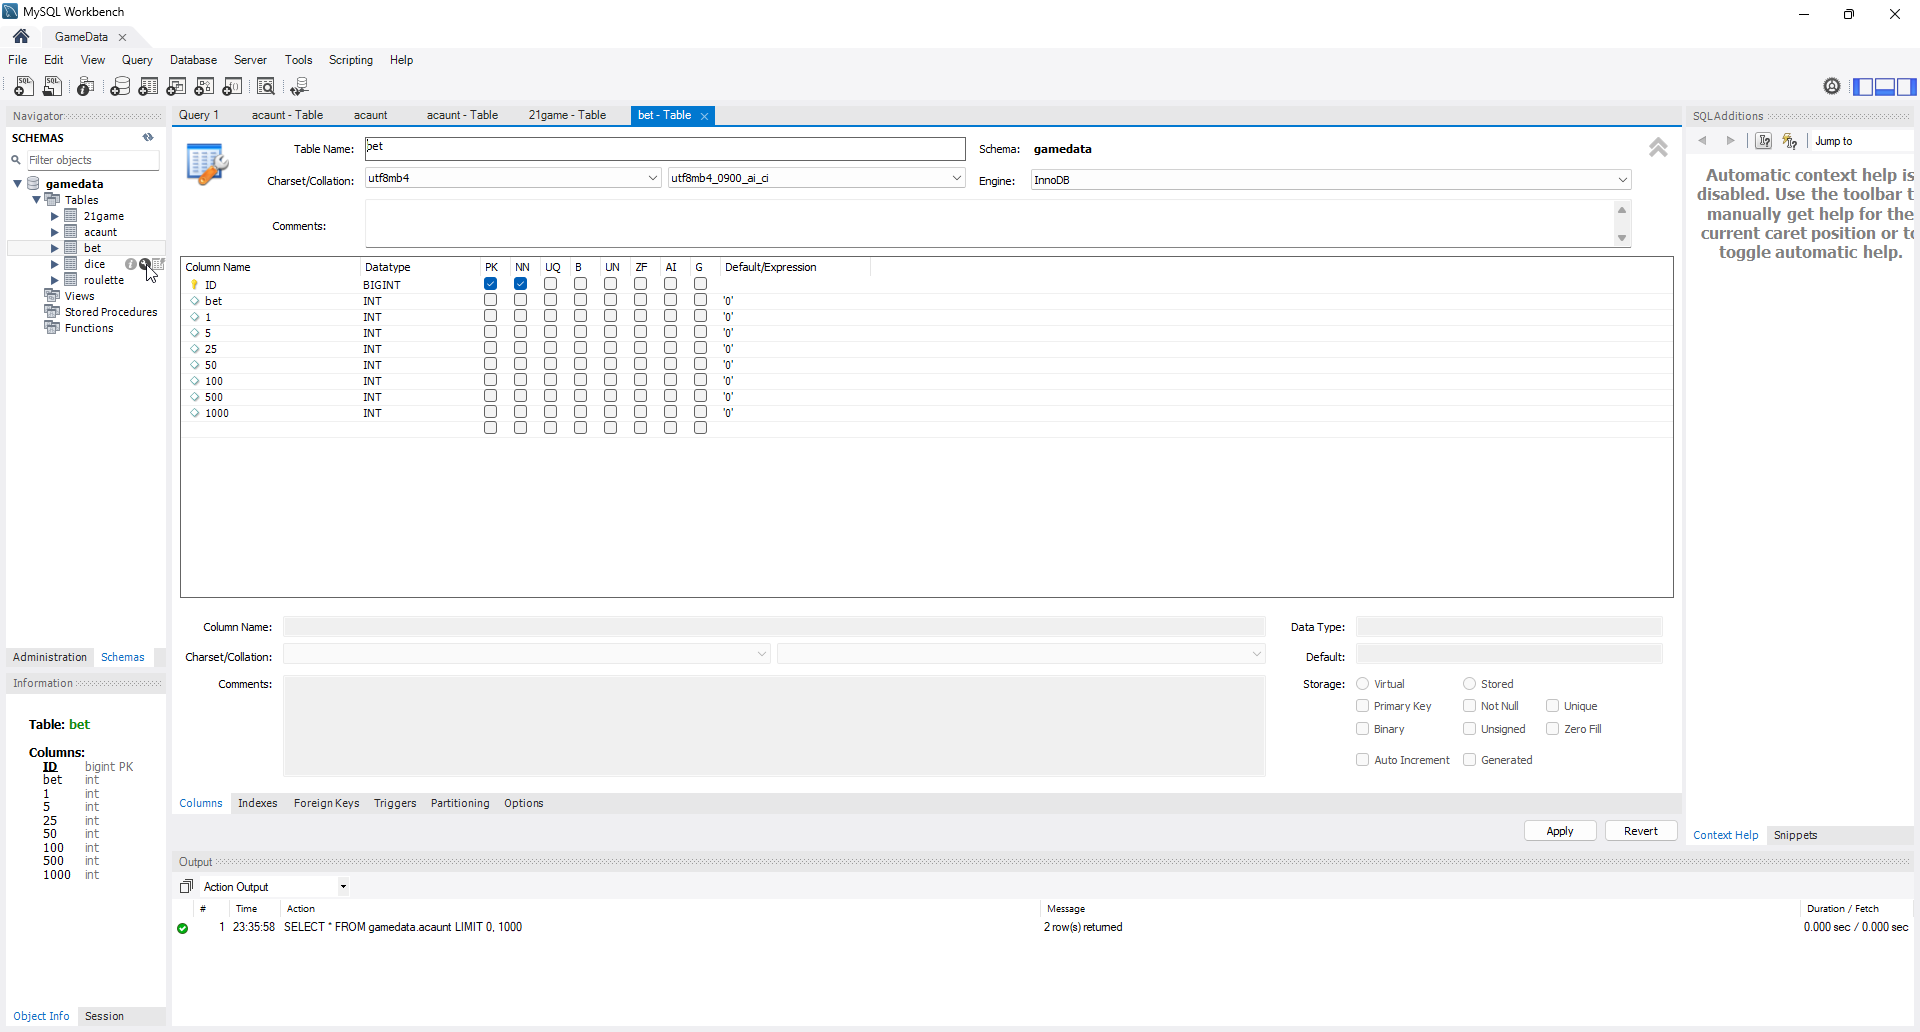 MySQL Workbench
GameData
File Edit View Query Database Server Tools Scripting Help
Navigator
SCHEMAS
Filter objects
gamedata
Tables
21game
acaunt
bet
dice
roulette
Views
Stored Procedures
Functions
Administration Schemas
Information
Table: bet
Columns:
ID bigint PK
bet int
1 int
5 int
25 int
50 int
100 int
500 int
1000 int
Object Info Session
Query 1 acaunt - Table acaunt acaunt - Table 21game - Table bet - Table
Table Name: bet Schema: gamedata
Charset/Collation: utf8mb4 utf8mb4_0900_ai_ci Engine: InnoDB
Comments:
Column Name Datatype PK NN UQ B UN ZF AI G Default/Expression
ID BIGINT
bet INT '0'
1 INT '0'
5 INT '0'
25 INT '0'
50 INT '0'
100 INT '0'
500 INT '0'
1000 INT '0'
Column Name: Data Type:
Charset/Collation: Default:
Comments: Storage: Virtual Stored
Primary Key Not Null Unique
Binary Unsigned Zero Fill
Auto Increment Generated
Columns Indexes Foreign Keys Triggers Partitioning Options
Apply Revert
Output
Action Output
# Time Action Message Duration / Fetch
1 23:35:58 SELECT * FROM gamedata.acaunt LIMIT 0, 1000 2 row(s) returned 0.000 sec / 0.000 sec
SQLAdditions
Jump to
Automatic context help is
disabled. Use the toolbar t
manually get help for the
current caret position or to
toggle automatic help.
Context Help Snippets